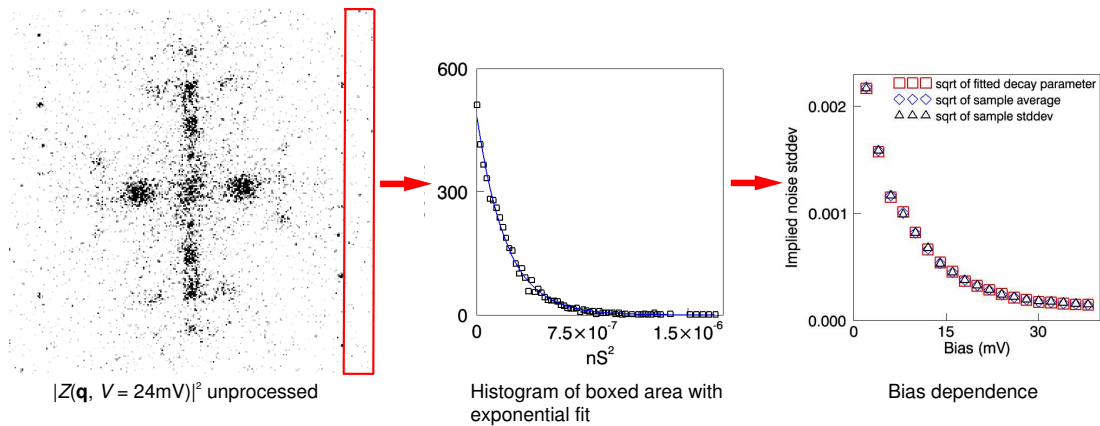 |Z(q, V = 24mV)|² unprocessed
600
300
0
0
7.5×10⁻⁷
1.5×10⁻⁶
nS²
Histogram of boxed area with
exponential fit
sqrt of fitted decay parameter
sqrt of sample average
sqrt of sample stddev
Implied noise stddev
0.002
0.001
0.000
0
15
30
Bias (mV)
Bias dependence